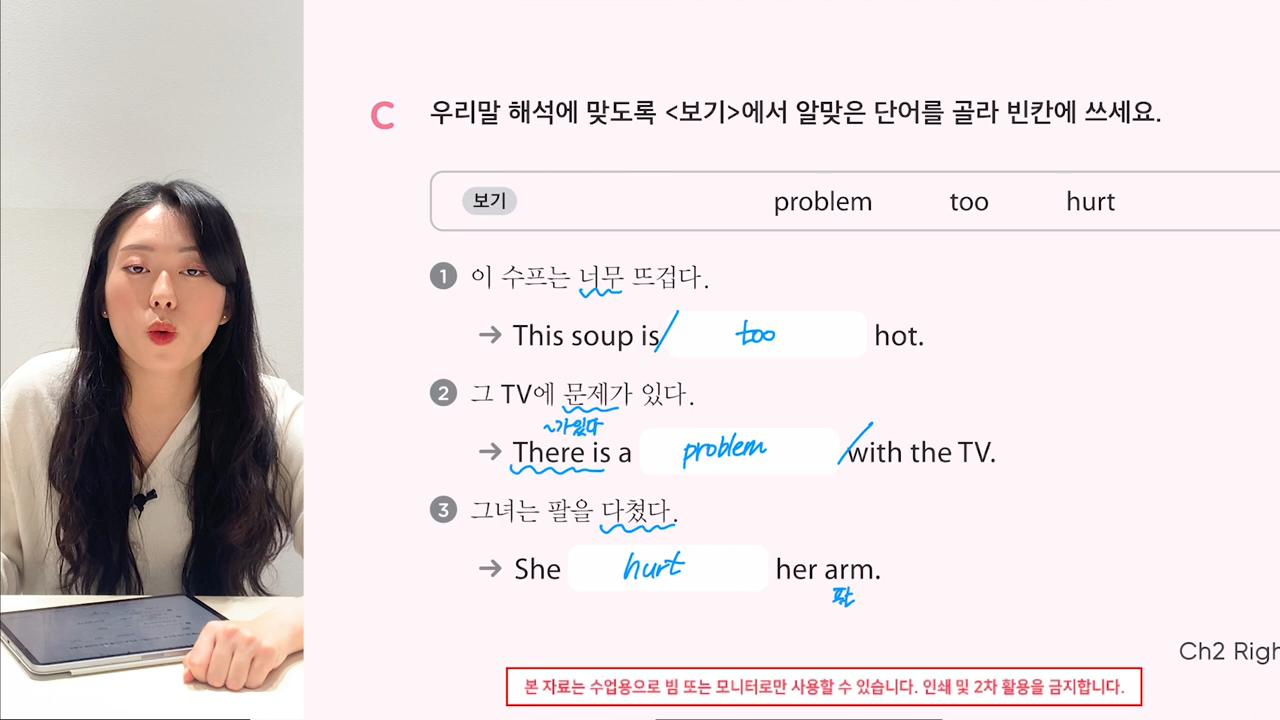 C 우리말 해석에 맞도록 <보기>에서 알맞은 단어를 골라 빈칸에 쓰세요.
보기 problem too hurt
1 이 수프는 너무 뜨겁다.
→ This soup is too hot.
2 그 TV에 문제가 있다.
~가 있다
→ There is a problem with the TV.
3 그녀는 팔을 다쳤다.
→ She hurt her arm.
팔
Ch2 Righ
본 자료는 수업용으로 빔 또는 모니터로만 사용할 수 있습니다. 인쇄 및 2차 활용을 금지합니다.